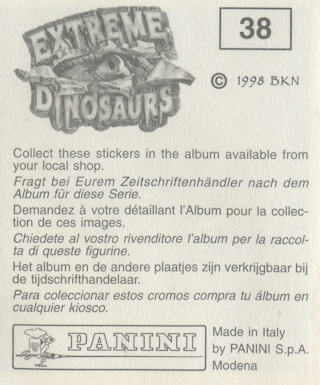 EXTREME
DINOSAURS
38
© 1998 BKN
Collect these stickers in the album available from
your local shop.
Fragt bei Eurem Zeitschriftenhändler nach dem
Album für diese Serie.
Demandez à votre détaillant l'Album pour la collec-
tion de ces images.
Chiedete al vostro rivenditore l'album per la raccol-
ta di queste figurine.
Het album en de andere plaatjes zijn verkrijgbaar bij
de tijdschrifthandelaar.
Para coleccionar estos cromos compra tu álbum en
cualquier kiosco.
PANINI
Made in Italy
by PANINI S.p.A.
Modena